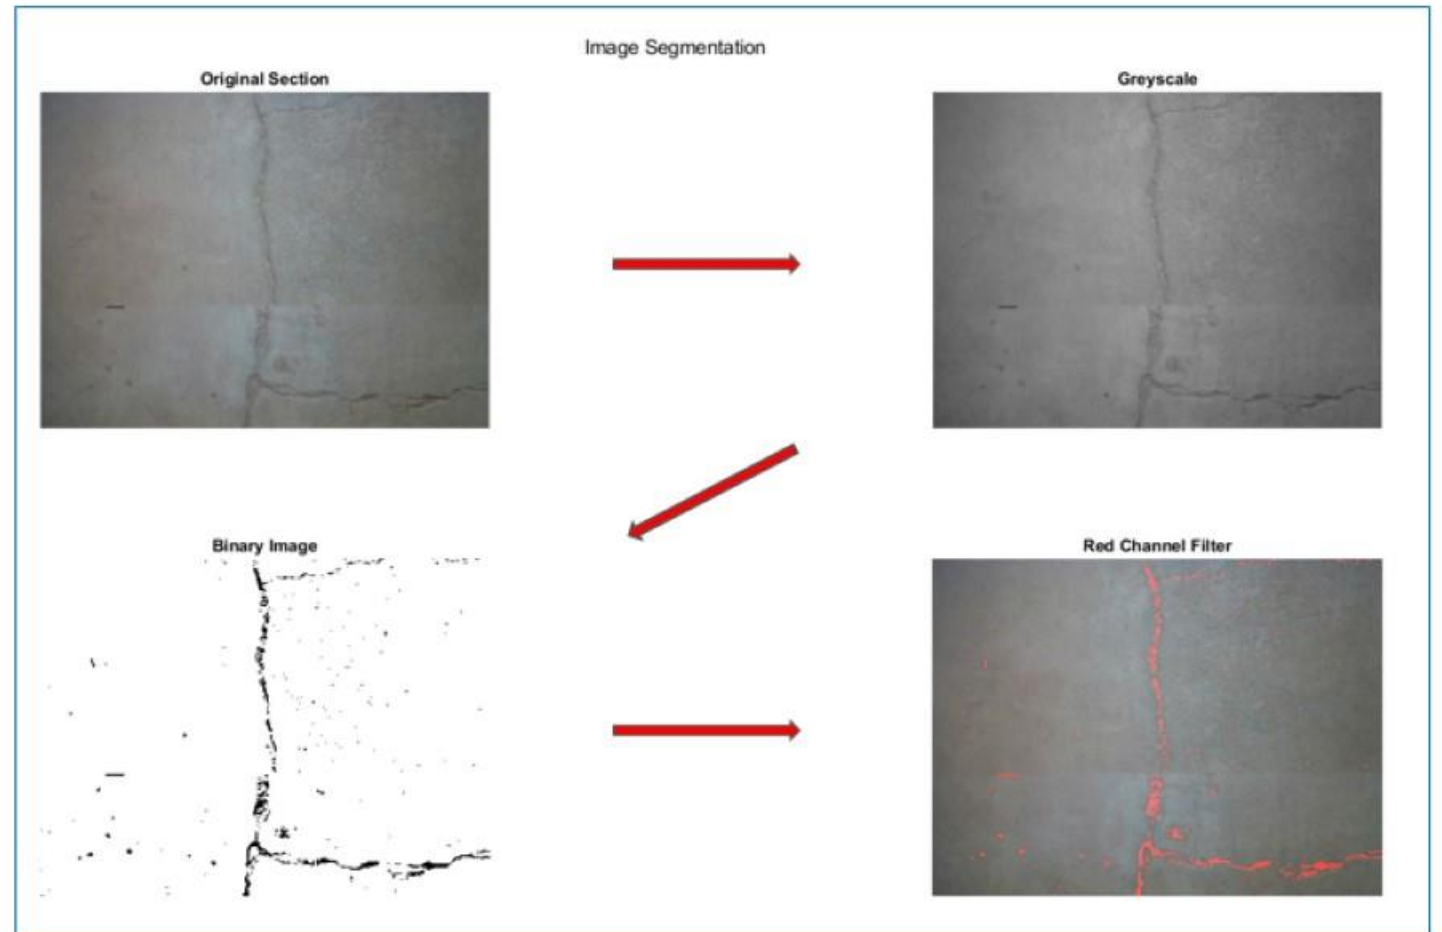 Image Segmentation
Original Section
Greyscale
Binary Image
Red Channel Filter